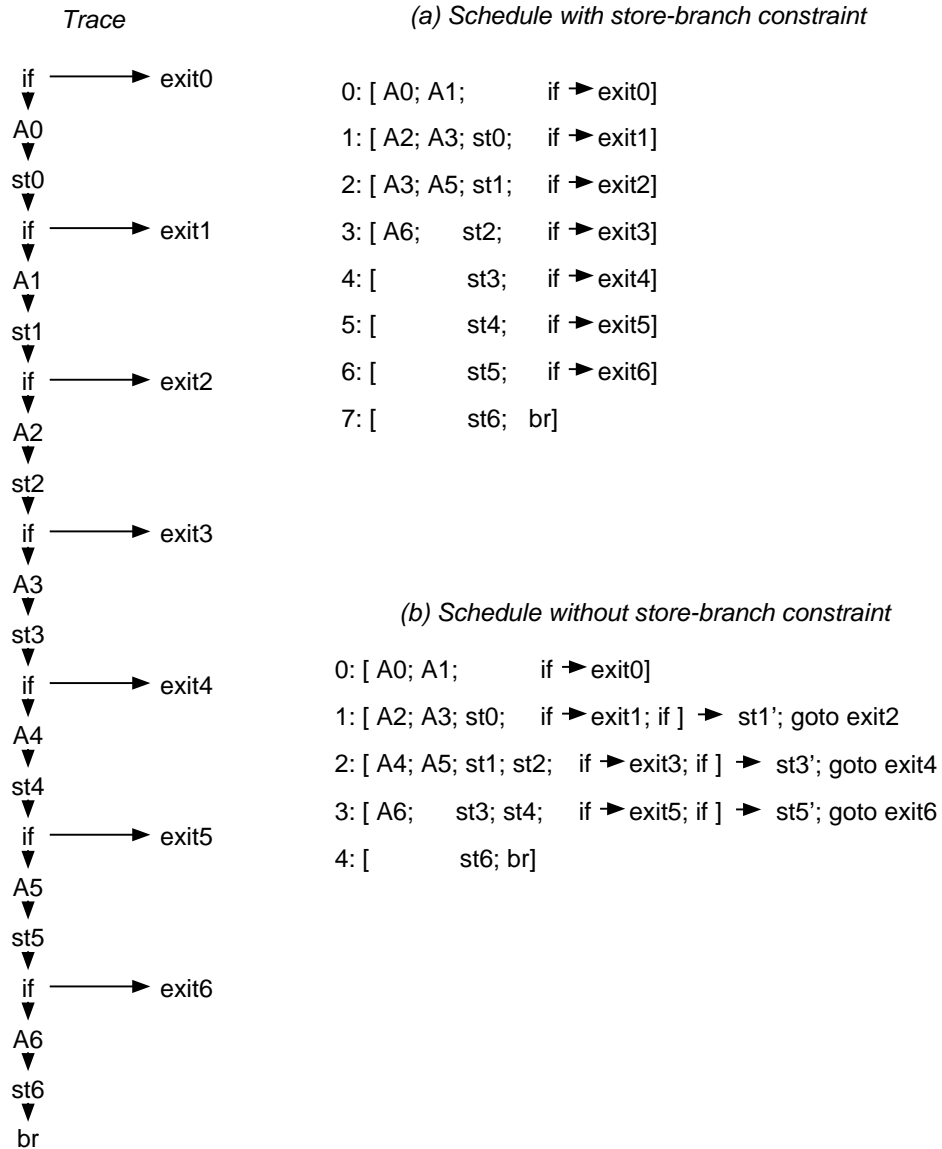 Trace
if exit0
A0
st0
if exit1
A1
st1
if exit2
A2
st2
if exit3
A3
st3
if exit4
A4
st4
if exit5
A5
st5
if exit6
A6
st6
br
(a) Schedule with store-branch constraint
0: [ A0; A1; if exit0]
1: [ A2; A3; st0; if exit1]
2: [ A3; A5; st1; if exit2]
3: [ A6; st2; if exit3]
4: [ st3; if exit4]
5: [ st4; if exit5]
6: [ st5; if exit6]
7: [ st6; br]
(b) Schedule without store-branch constraint
0: [ A0; A1; if exit0]
1: [ A2; A3; st0; if exit1; if ] st1’; goto exit2
2: [ A4; A5; st1; st2; if exit3; if ] st3’; goto exit4
3: [ A6; st3; st4; if exit5; if ] st5’; goto exit6
4: [ st6; br]